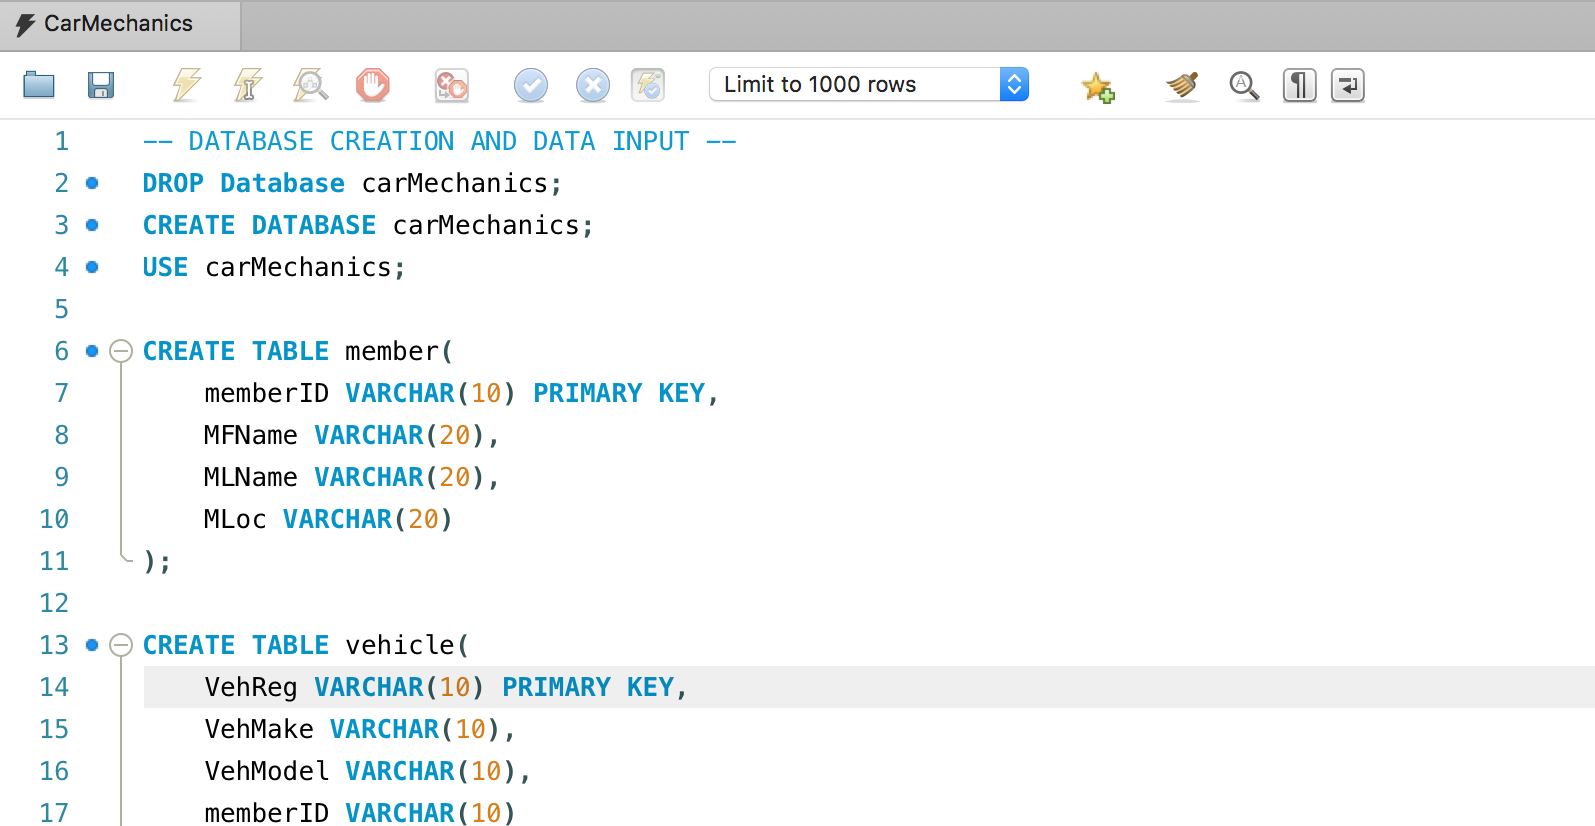 CarMechanics
Limit to 1000 rows
1 -- DATABASE CREATION AND DATA INPUT --
2 DROP Database carMechanics;
3 CREATE DATABASE carMechanics;
4 USE carMechanics;
5
6 CREATE TABLE member(
7 memberID VARCHAR(10) PRIMARY KEY,
8 MFName VARCHAR(20),
9 MLName VARCHAR(20),
10 MLoc VARCHAR(20)
11 );
12
13 CREATE TABLE vehicle(
14 VehReg VARCHAR(10) PRIMARY KEY,
15 VehMake VARCHAR(10),
16 VehModel VARCHAR(10),
17 memberID VARCHAR(10)